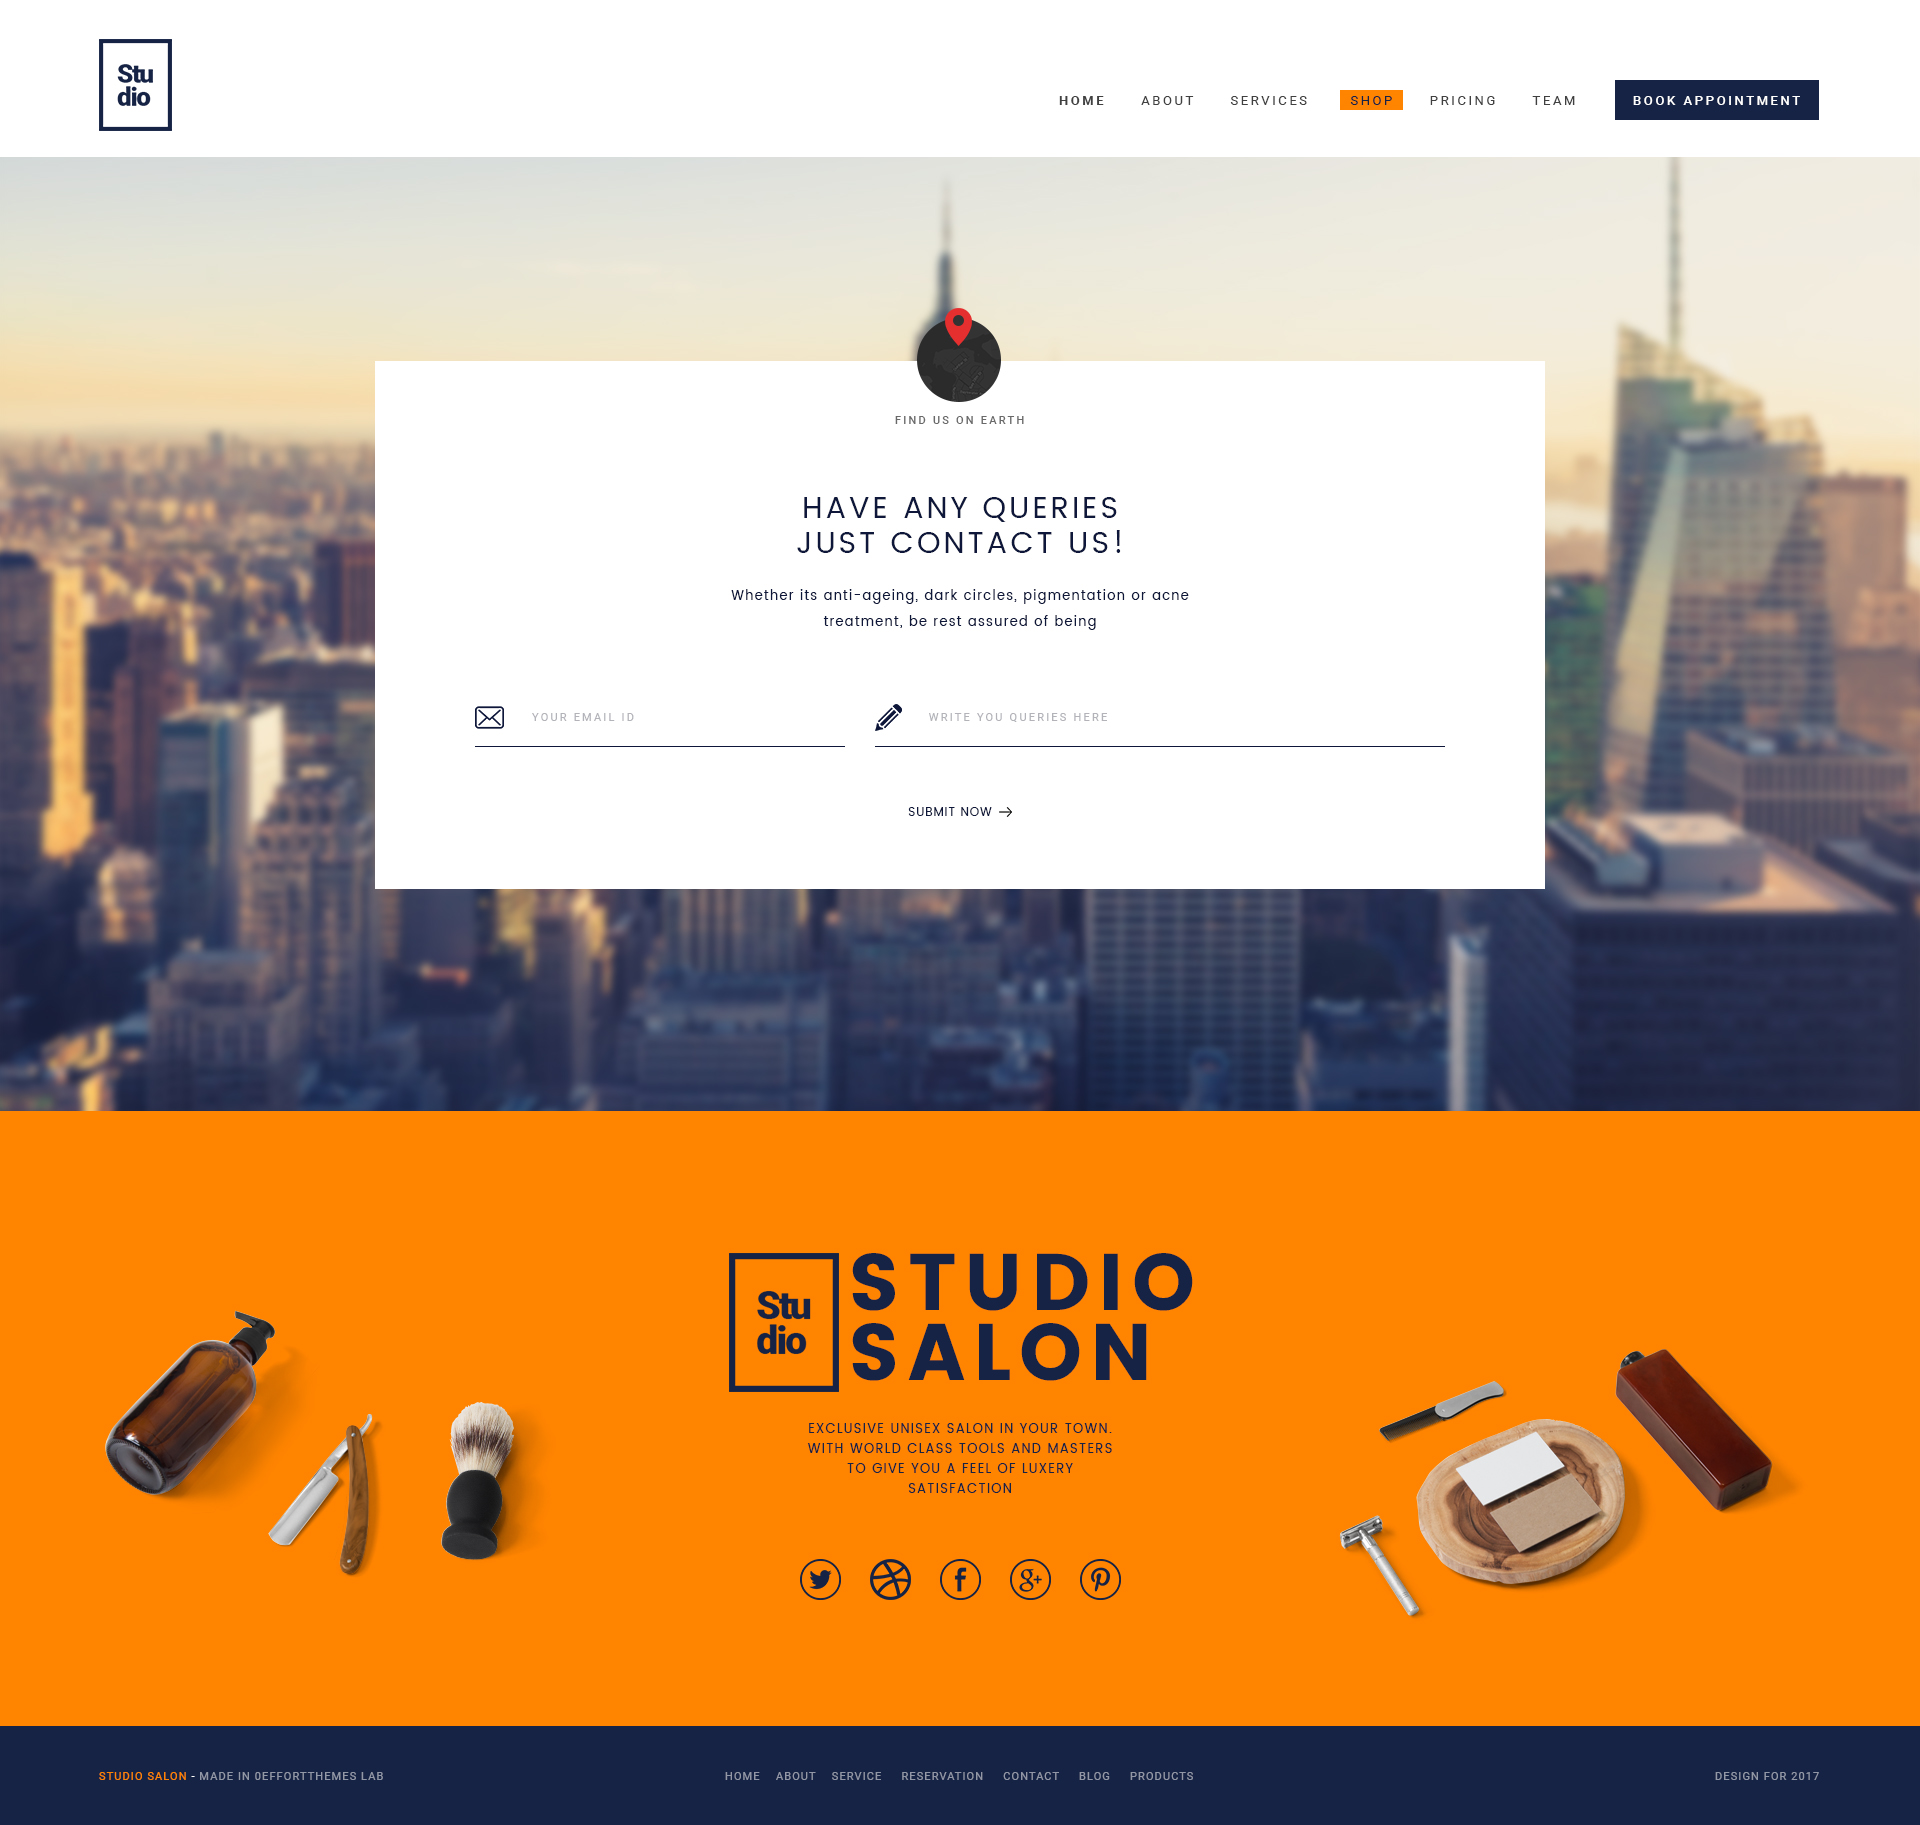 Stu
dio
HOME ABOUT SERVICES SHOP PRICING TEAM BOOK APPOINTMENT
FIND US ON EARTH
HAVE ANY QUERIES
JUST CONTACT US!
Whether its anti-ageing, dark circles, pigmentation or acne
treatment, be rest assured of being
YOUR EMAIL ID
WRITE YOU QUERIES HERE
SUBMIT NOW
Stu
dio
STUDIO
SALON
EXCLUSIVE UNISEX SALON IN YOUR TOWN.
WITH WORLD CLASS TOOLS AND MASTERS
TO GIVE YOU A FEEL OF LUXERY
SATISFACTION
STUDIO SALON - MADE IN 0EFFORTTHEMES LAB
HOME ABOUT SERVICE RESERVATION CONTACT BLOG PRODUCTS
DESIGN FOR 2017